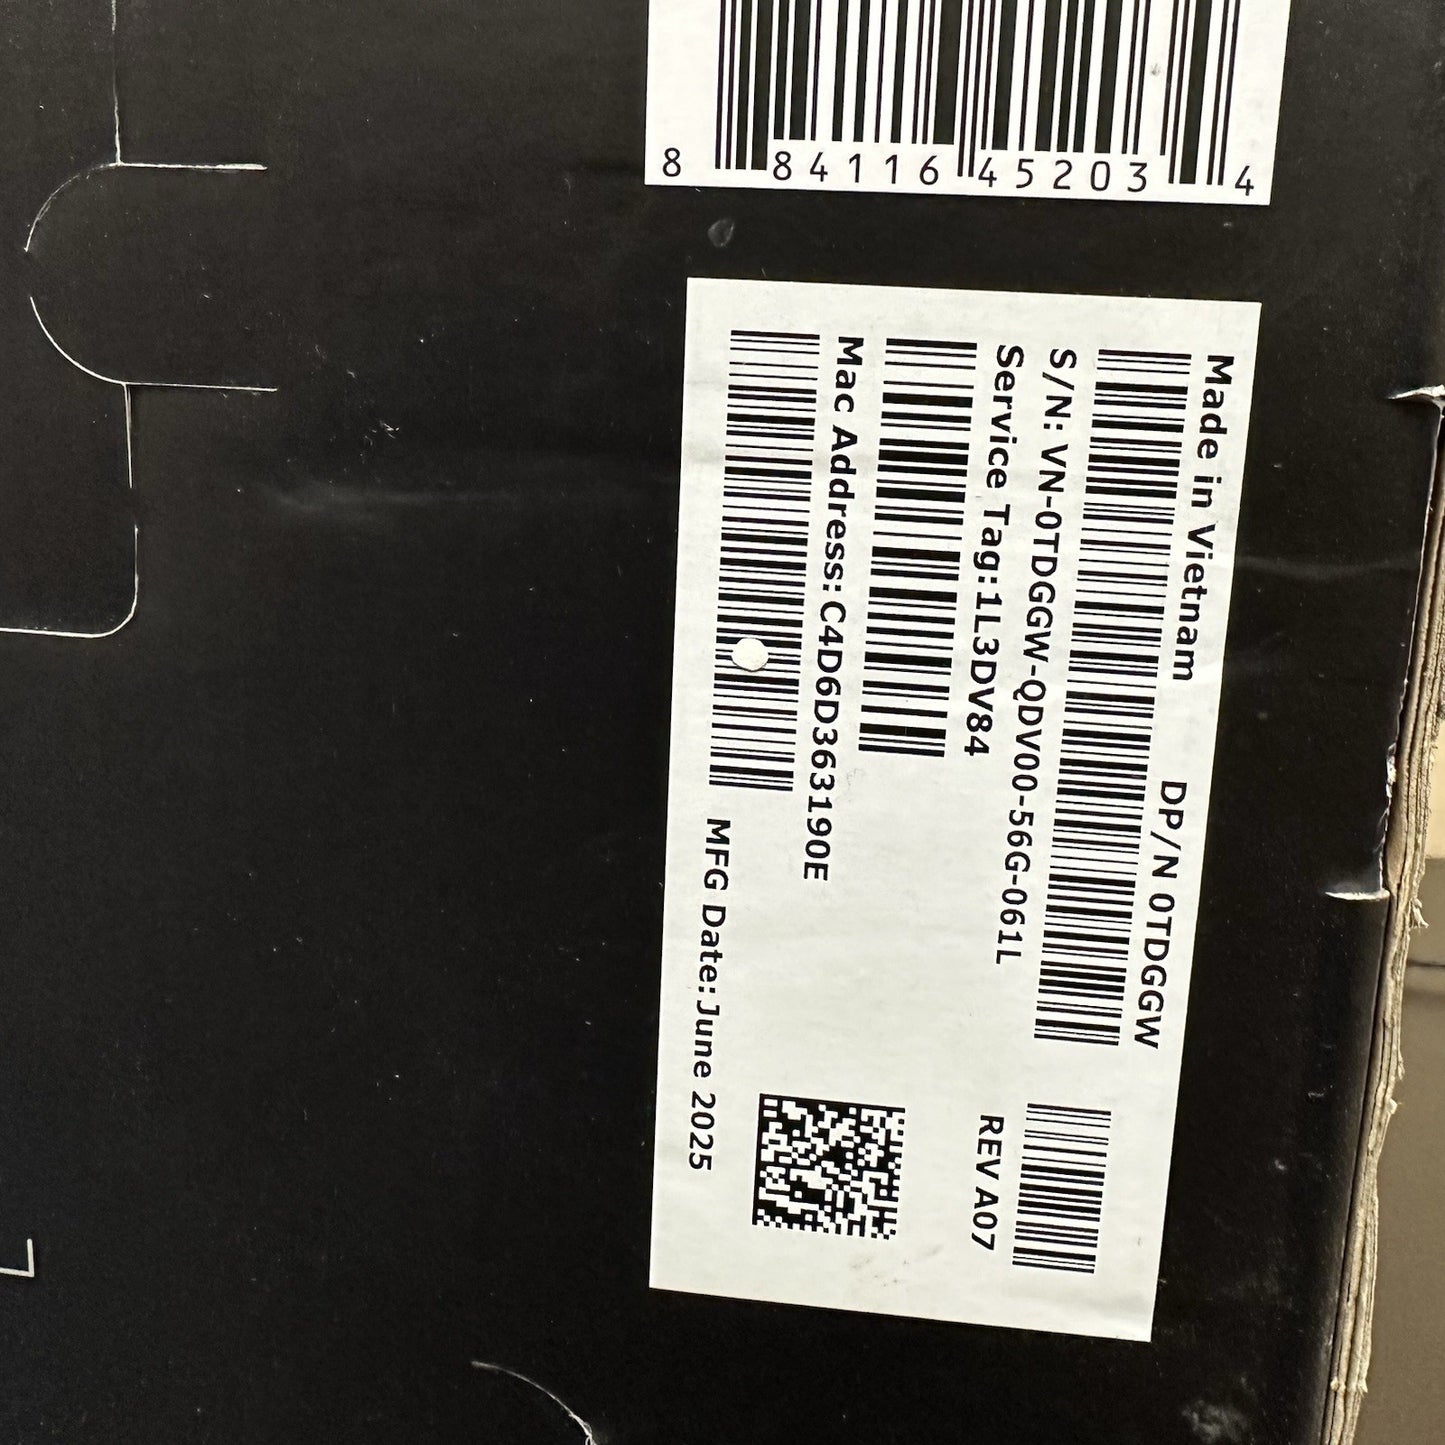 8 84116 45203 4
Made in Vietnam
DP/N 0TDGGW
S/N: VN-0TDGGW-QDV00-56G-061L
REV A07
Service Tag:1L3DV84
Mac Address: C4D6D363190E
MFG Date:June 2025